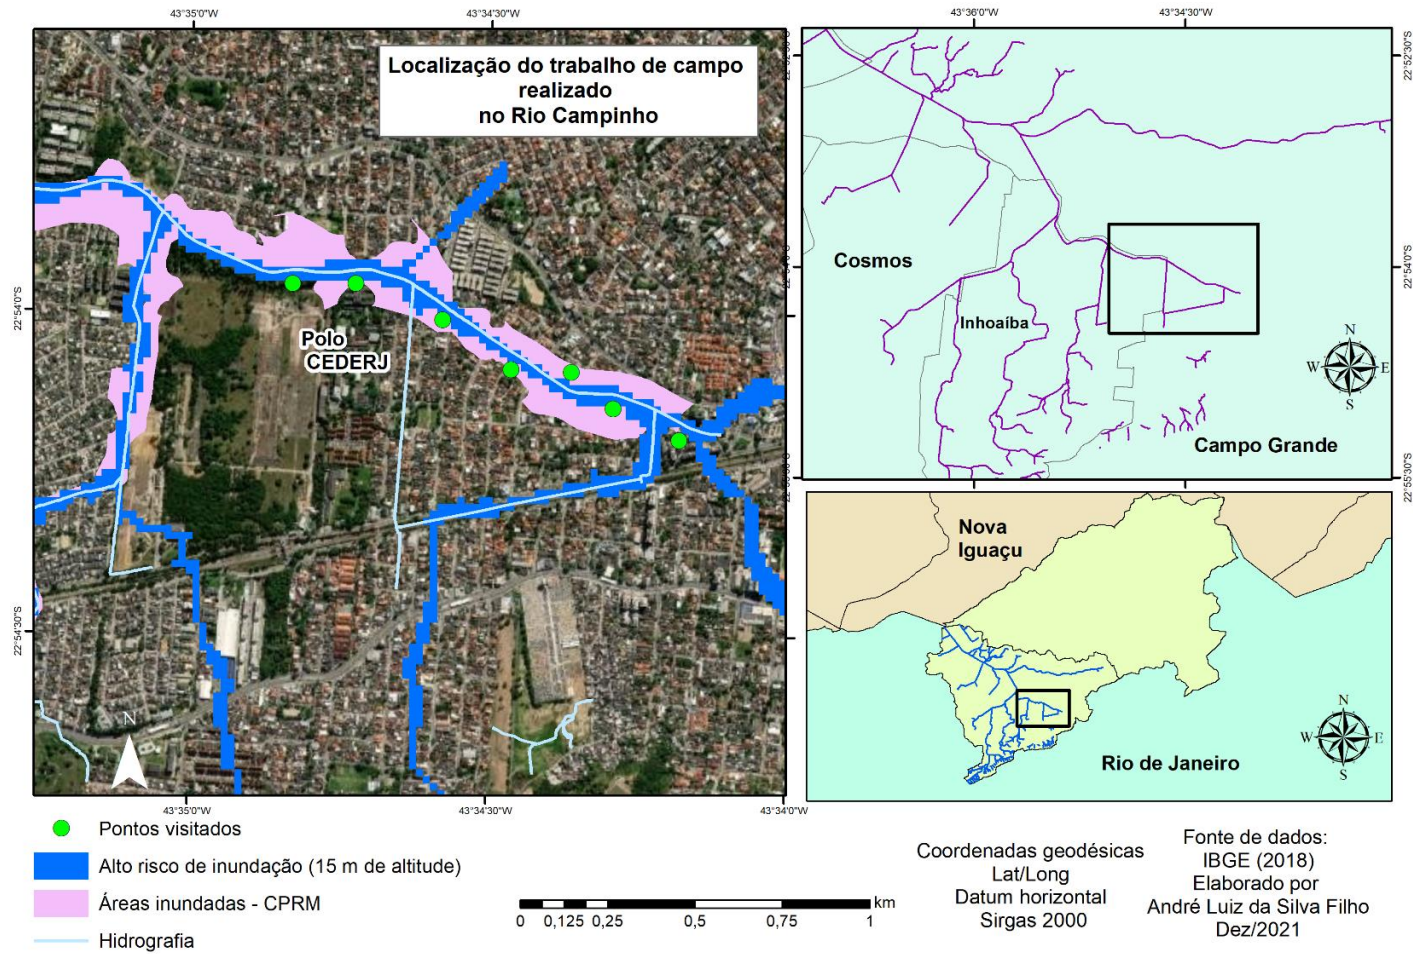 43°35'0"W
43°34'30"W
43°36'0"W
43°34'30"W
Localização do trabalho de campo
realizado
no Rio Campinho
22°52'30"S
22°54'0"S
22°54'0"S
Polo
CEDERJ
Cosmos
Inhoaíba
Campo Grande
N
W
E
S
22°55'30"S
22°54'30"S
N
Nova
Iguaçu
Rio de Janeiro
N
W
E
S
43°35'0"W
43°34'30"W
43°34'0"W
Pontos visitados
Alto risco de inundação (15 m de altitude)
Áreas inundadas - CPRM
Hidrografia
0 0,125 0,25 0,5 0,75 1 km
Coordenadas geodésicas
Lat/Long
Datum horizontal
Sirgas 2000
Fonte de dados:
IBGE (2018)
Elaborado por
André Luiz da Silva Filho
Dez/2021